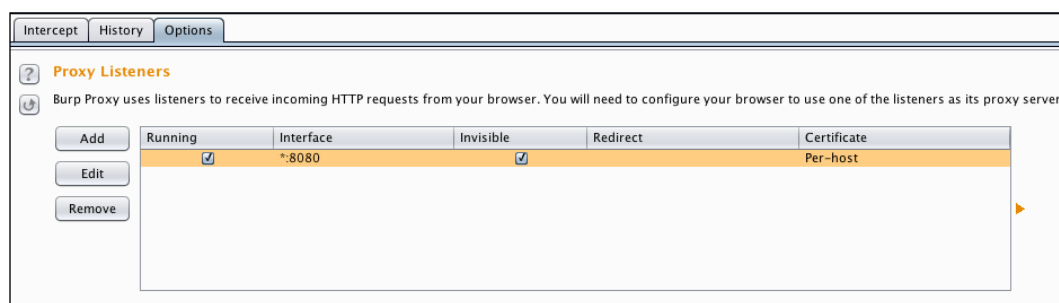 Intercept History Options
? Proxy Listeners
Burp Proxy uses listeners to receive incoming HTTP requests from your browser. You will need to configure your browser to use one of the listeners as its proxy server
Add Running Interface Invisible Redirect Certificate
*:8080 Per-host
Edit
Remove